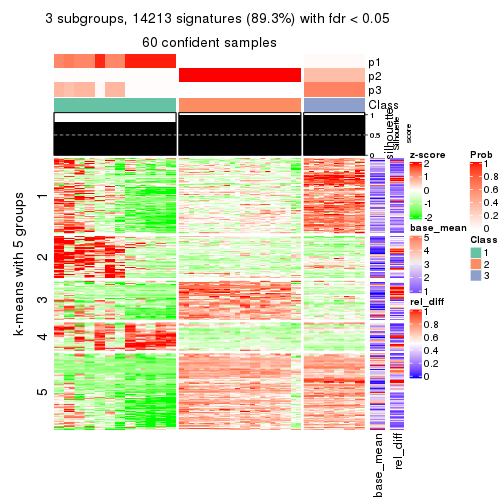 3 subgroups, 14213 signatures (89.3%) with fdr < 0.05
60 confident samples
p1
p2
p3
Class
1
0.5
0
silhouette
Silhouette
score
k-means with 5 groups
1
2
3
4
5
base_mean
rel_diff
z-score
2
1
0
-1
-2
base_mean
5
4
3
2
1
rel_diff
1
0.8
0.6
0.4
0.2
0
Prob
1
0.8
0.6
0.4
0.2
0
Class
1
2
3